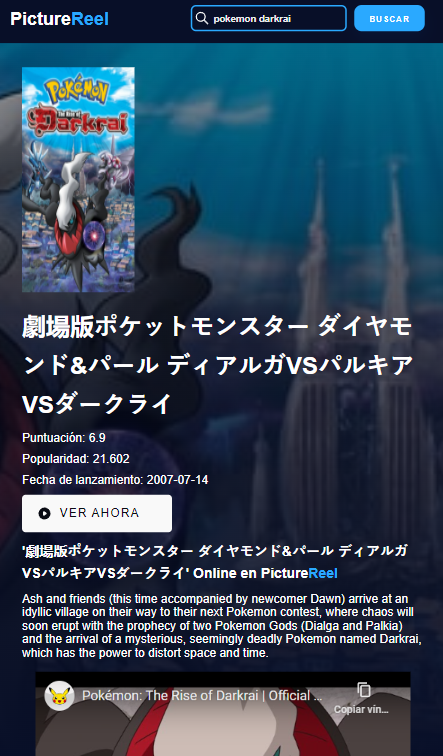 PictureReel
pokemon darkrai
BUSCAR
POKéMON
The Rise of
Darkrai
劇場版ポケットモンスター ダイヤモ
ンド&パール ディアルガVSパルキア
VSダークライ
Puntuación: 6.9
Popularidad: 21.602
Fecha de lanzamiento: 2007-07-14
VER AHORA
'劇場版ポケットモンスター ダイヤモンド&パール ディアルガ
VSパルキアVSダークライ' Online en PictureReel
Ash and friends (this time accompanied by newcomer Dawn) arrive at an
idyllic village on their way to their next Pokemon contest, where chaos will
soon erupt with the prophecy of two Pokemon Gods (Dialga and Palkia)
and the arrival of a mysterious, seemingly deadly Pokemon named Darkrai,
which has the power to distort space and time.
Pokémon: The Rise of Darkrai | Official ...
Copiar vín...